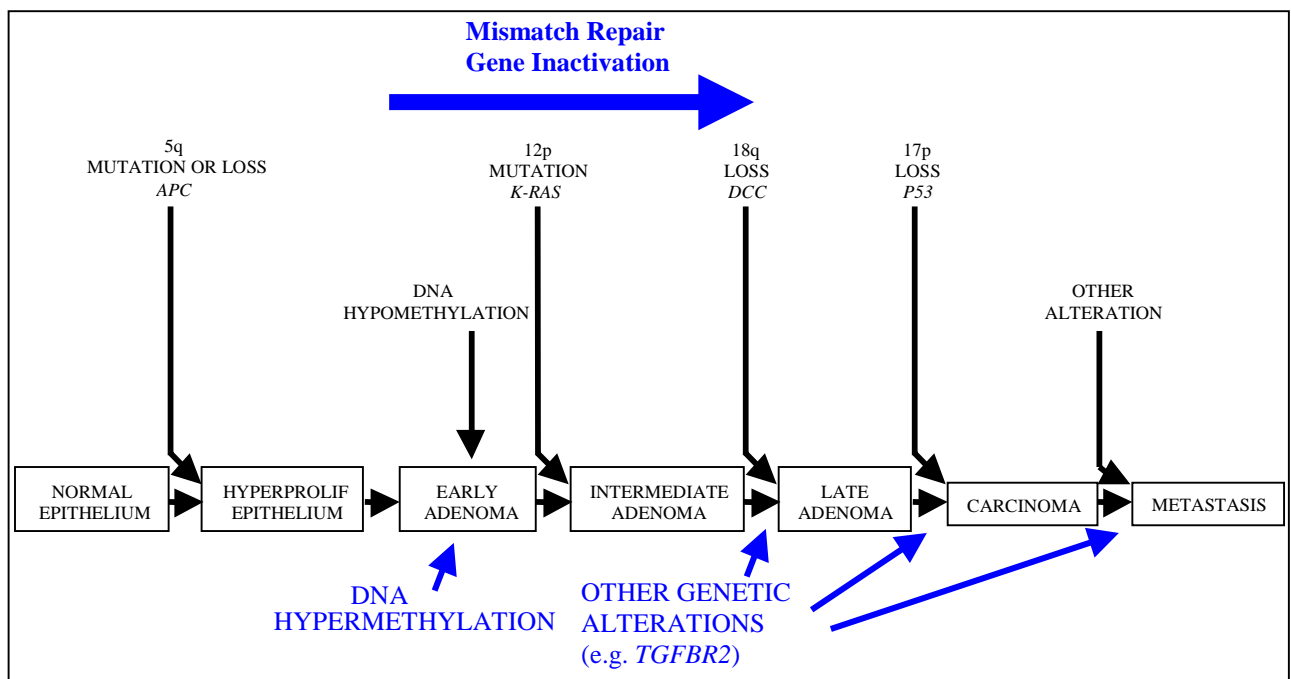 Mismatch Repair
Gene Inactivation
5q
MUTATION OR LOSS
APC
12p
MUTATION
K-RAS
18q
LOSS
DCC
17p
LOSS
P53
DNA
HYPOMETHYLATION
OTHER
ALTERATION
NORMAL
EPITHELIUM
HYPERPROLIF
EPITHELIUM
EARLY
ADENOMA
INTERMEDIATE
ADENOMA
LATE
ADENOMA
CARCINOMA
METASTASIS
DNA
HYPERMETHYLATION
OTHER GENETIC
ALTERATIONS
(e.g. TGFBR2)